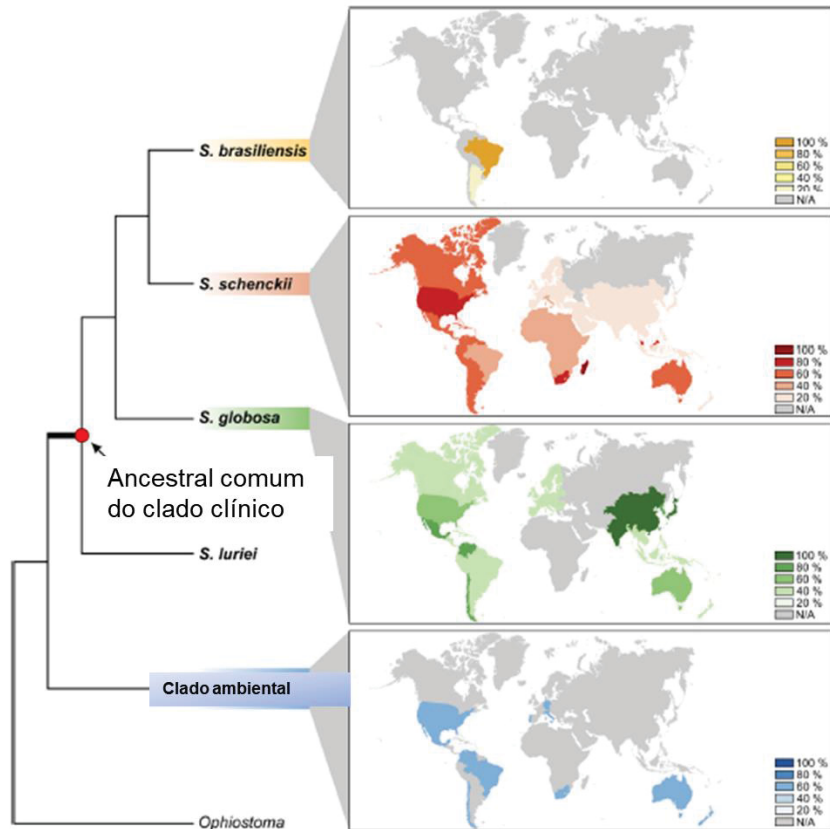 S. brasiliensis
100 %
80 %
60 %
40 %
20 %
N/A
S. schenckii
100 %
80 %
60 %
40 %
20 %
N/A
S. globosa
Ancestral comum
do clado clínico
100 %
80 %
60 %
40 %
20 %
N/A
S. luriei
Clado ambiental
100 %
80 %
60 %
40 %
20 %
N/A
Ophiostoma